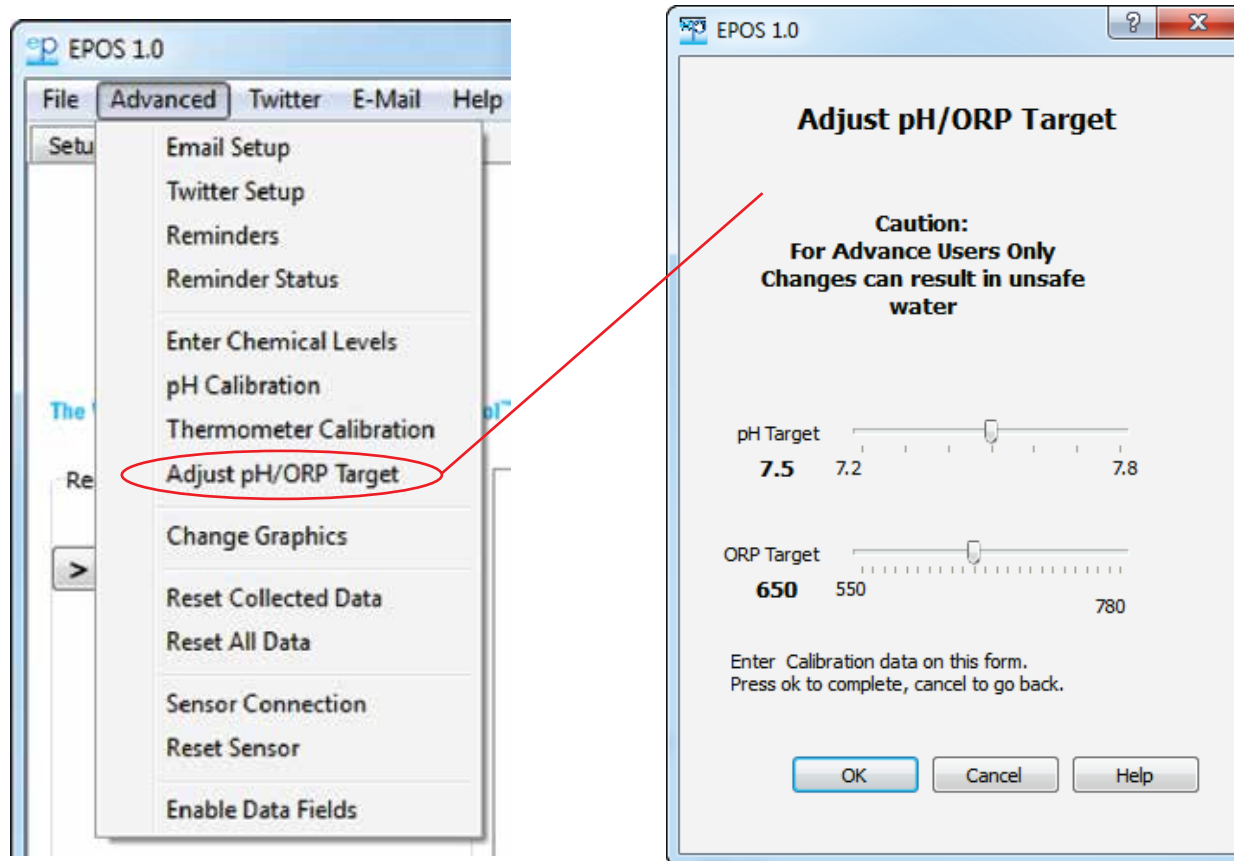 EPOS 1.0
File Advanced Twitter E-Mail Help
Setu
Email Setup
Twitter Setup
Reminders
Reminder Status
Enter Chemical Levels
pH Calibration
The
ol™
Thermometer Calibration
Re
Adjust pH/ORP Target
Change Graphics
>
Reset Collected Data
Reset All Data
Sensor Connection
Reset Sensor
Enable Data Fields
EPOS 1.0
Adjust pH/ORP Target
Caution:
For Advance Users Only
Changes can result in unsafe
water
pH Target
7.5 7.2 7.8
ORP Target
650 550 780
Enter Calibration data on this form.
Press ok to complete, cancel to go back.
OK Cancel Help